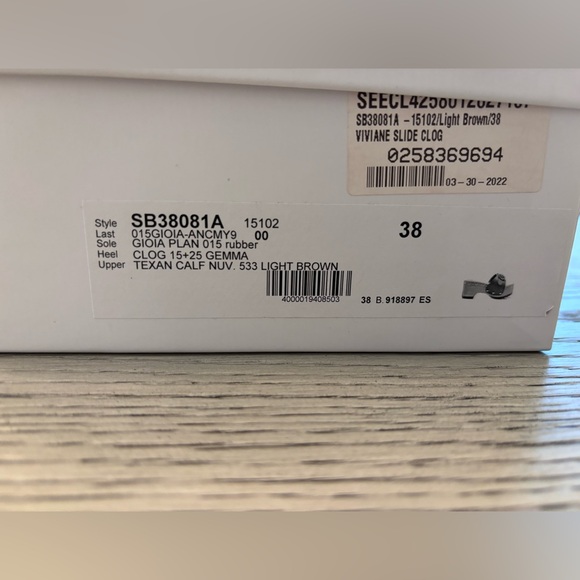 SB38081A -15102/Light Brown/38
VIVIANE SLIDE CLOG
0258369694
03-30-2022
Style SB38081A 15102
Last 015GIOIA-ANCMY9 00
Sole GIOIA PLAN 015 rubber
Heel CLOG 15+25 GEMMA
Upper TEXAN CALF NUV. 533 LIGHT BROWN
38
4000019408503
38 B 918897 ES